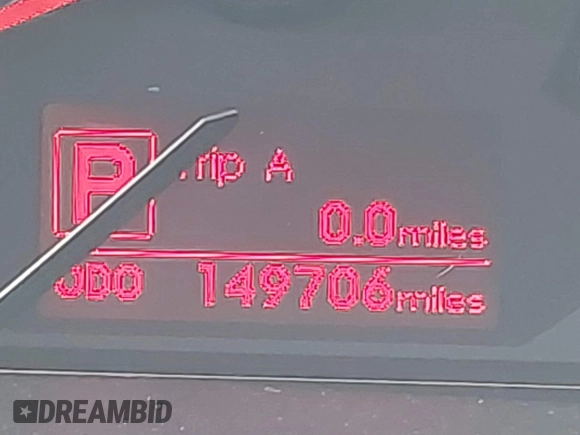 P
Trip A
0.0 miles
ODO 149706 miles
DREAMBID